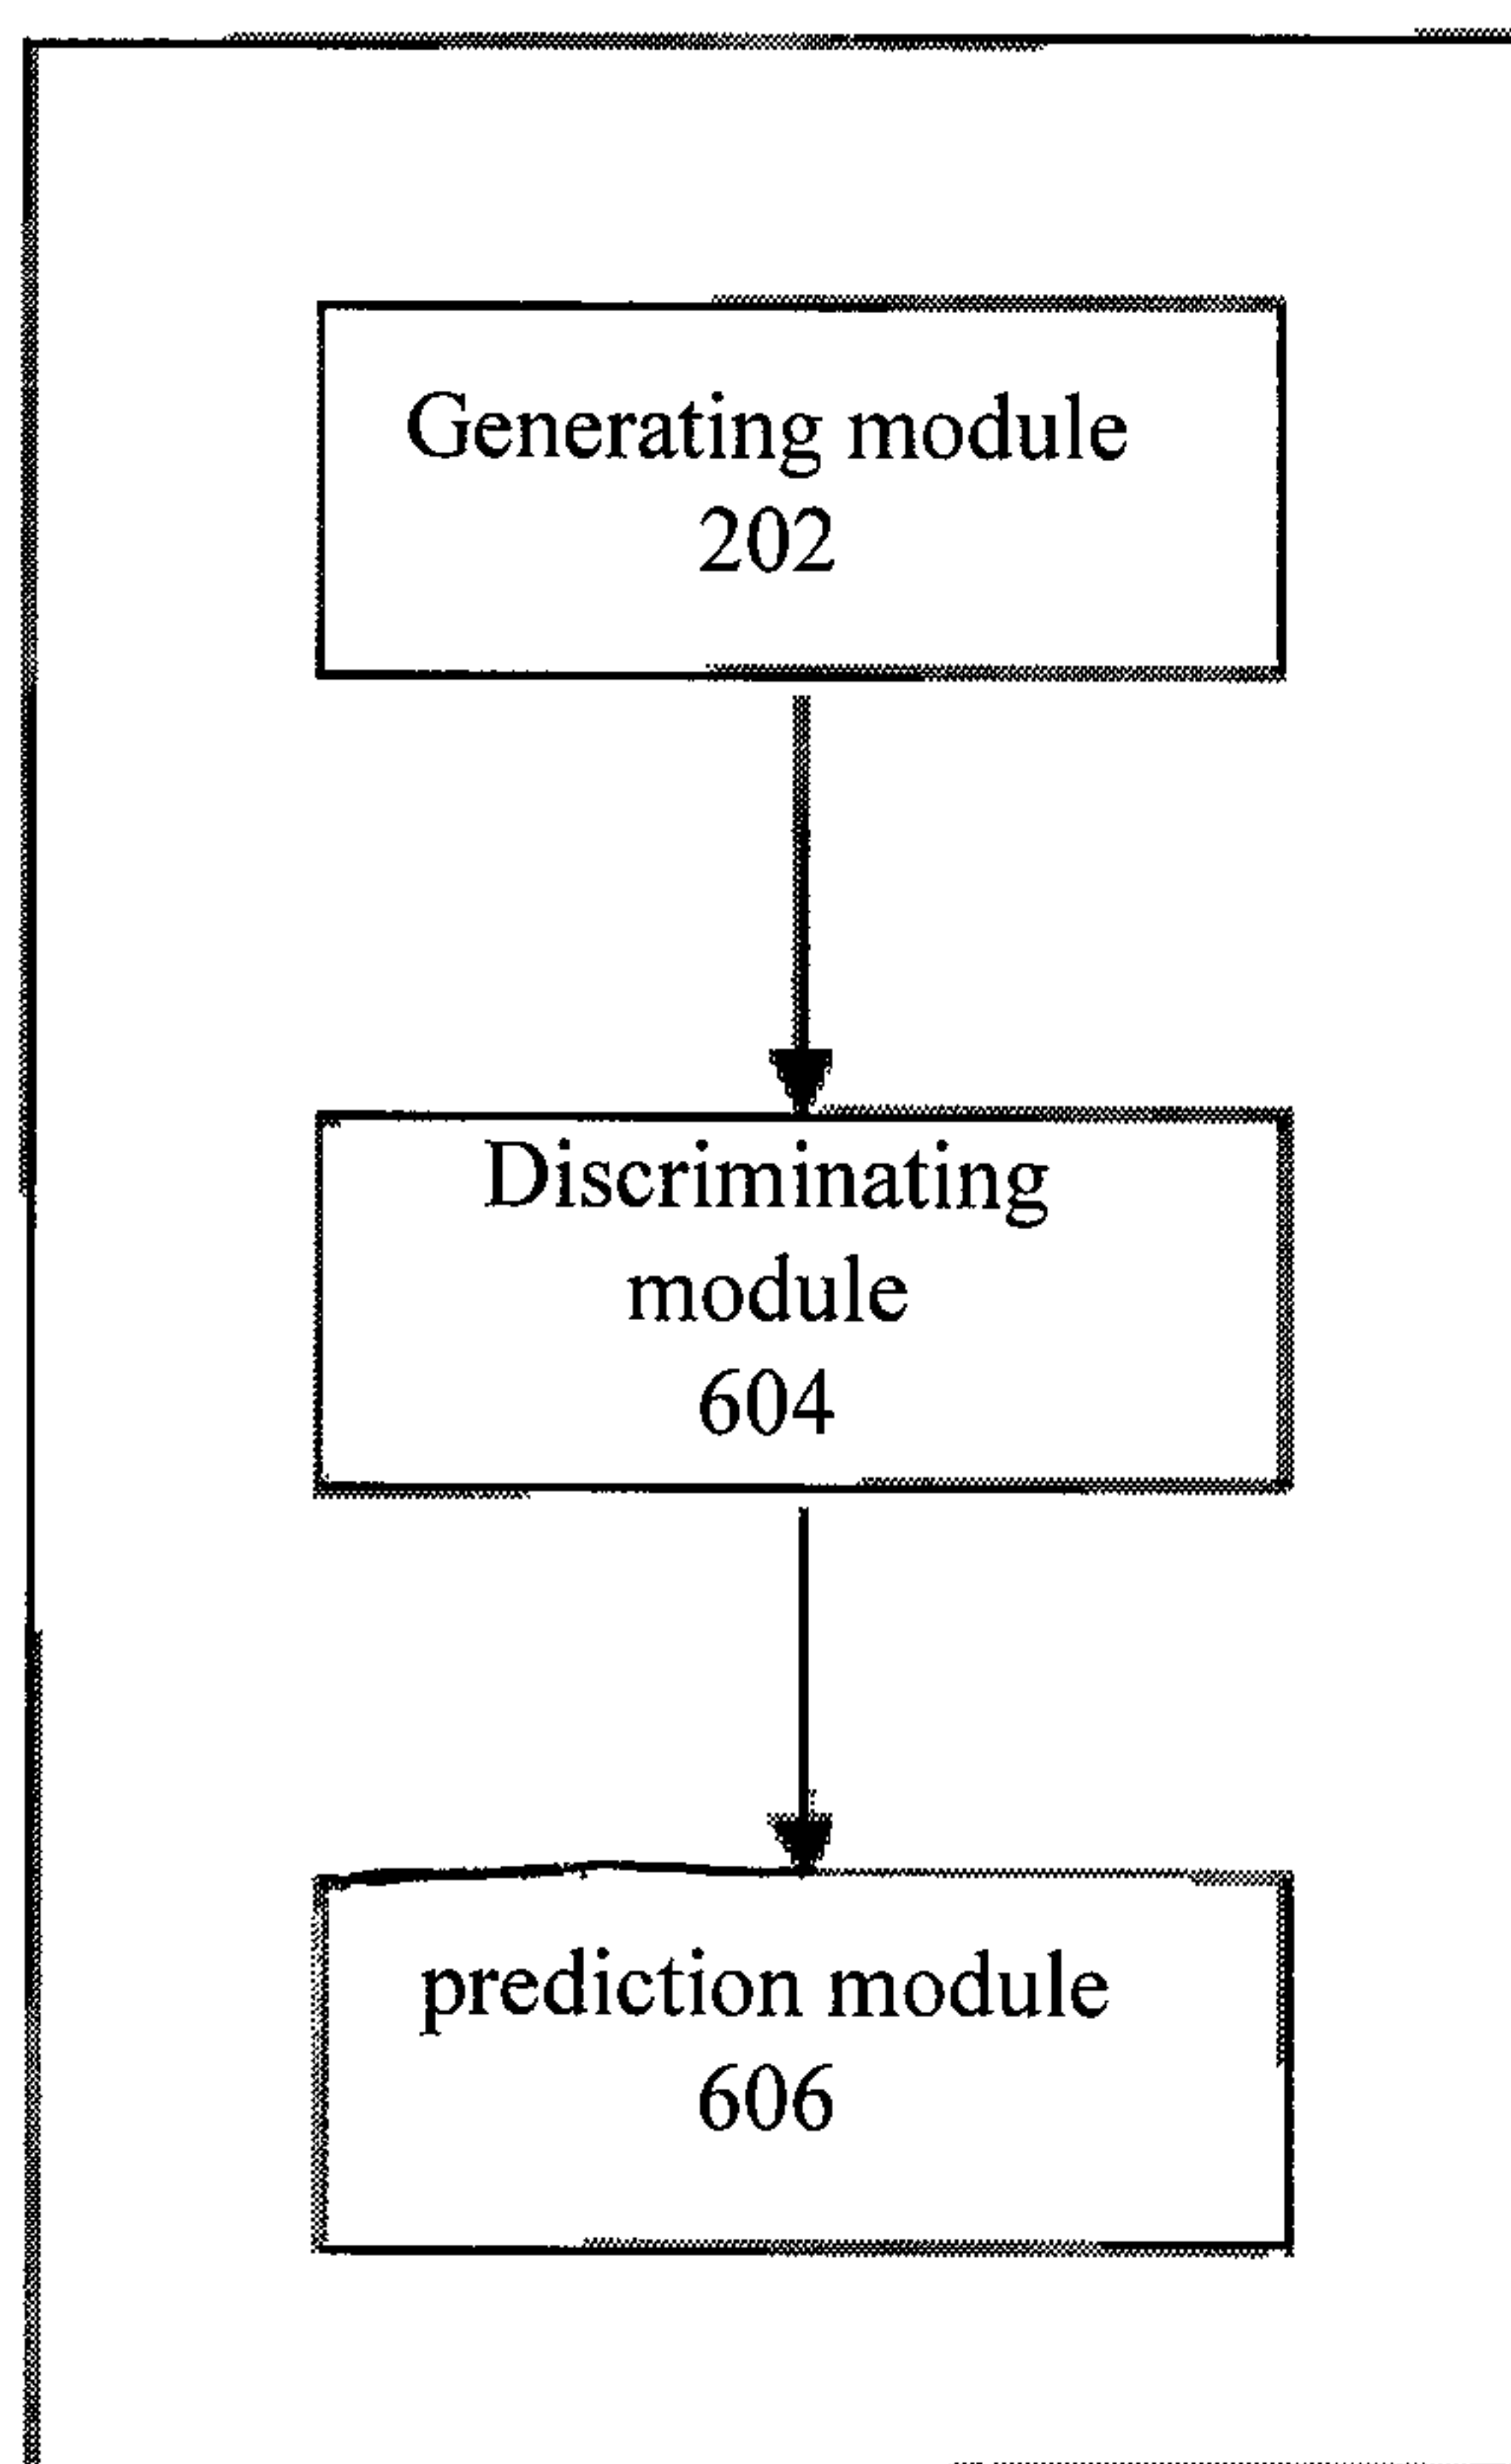 Generating module
202
Discriminating
module
604
prediction module
606